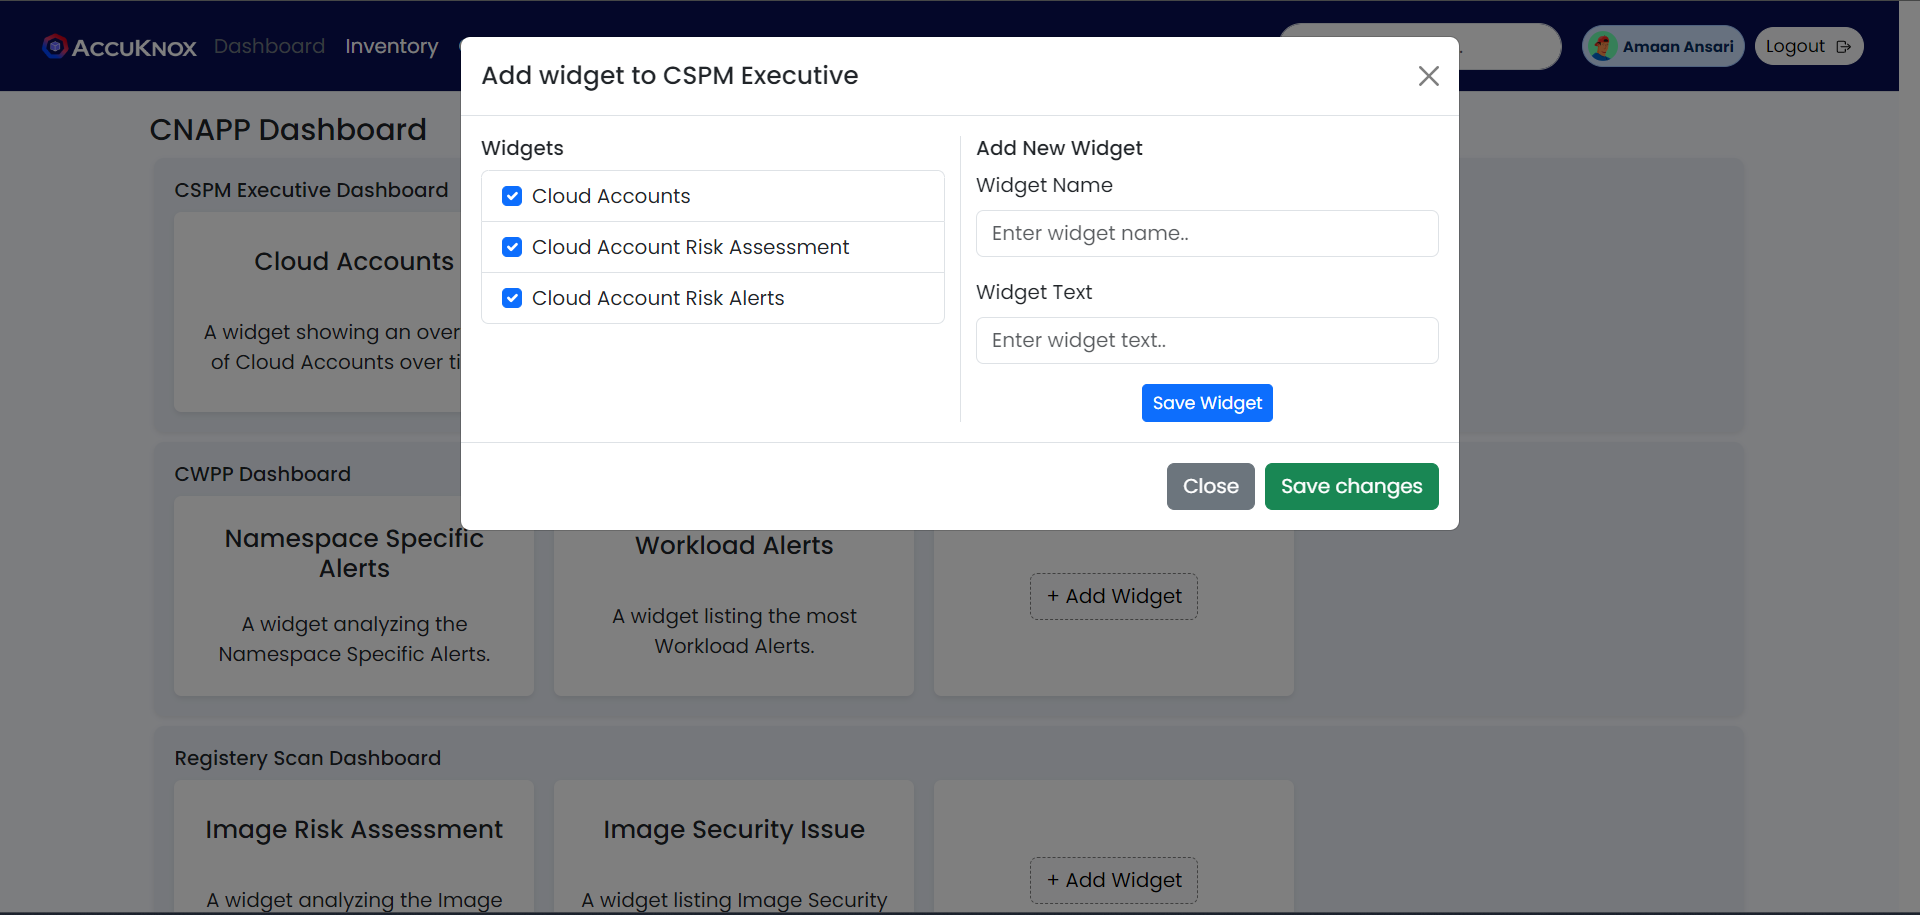 ACCUKNOX
Dashboard
Inventory
Amaan Ansari
Logout
Add widget to CSPM Executive
CNAPP Dashboard
Widgets
Cloud Accounts
Cloud Account Risk Assessment
Cloud Account Risk Alerts
Add New Widget
Widget Name
Enter widget name..
Widget Text
Enter widget text..
Save Widget
Close
Save changes
CSPM Executive Dashboard
Cloud Accounts
A widget showing an over
of Cloud Accounts over ti
CWPP Dashboard
Namespace Specific
Alerts
A widget analyzing the
Namespace Specific Alerts.
Workload Alerts
A widget listing the most
Workload Alerts.
+ Add Widget
Registery Scan Dashboard
Image Risk Assessment
A widget analyzing the Image
Image Security Issue
A widget listing Image Security
+ Add Widget